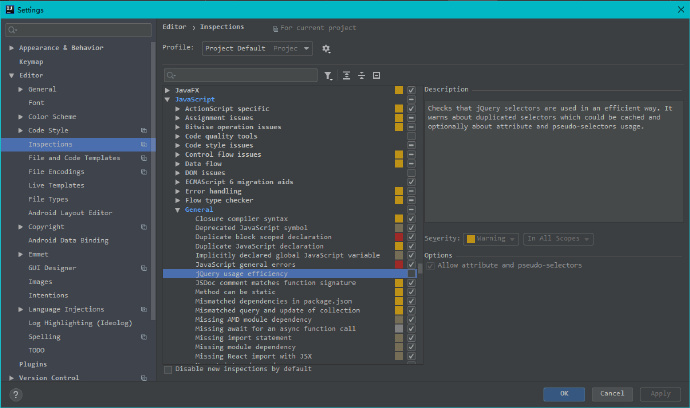 Settings
Editor › Inspections
For current project
Profile:
Project Default
Projec
Appearance & Behavior
Keymap
Editor
General
Font
Color Scheme
Code Style
Inspections
File and Code Templates
File Encodings
Live Templates
File Types
Android Layout Editor
Copyright
Android Data Binding
Emmet
GUI Designer
Images
Intentions
Language Injections
Log Highlighting (Ideolog)
Spelling
TODO
Plugins
Version Control
JavaFX
JavaScript
ActionScript specific
Assignment issues
Bitwise operation issues
Code quality tools
Code style issues
Control flow issues
Data flow
DOM issues
ECMAScript 6 migration aids
Error handling
Flow type checker
General
Closure compiler syntax
Deprecated JavaScript symbol
Duplicate block scoped declaration
Duplicate JavaScript declaration
Implicitly declared global JavaScript variable
JavaScript general errors
jQuery usage efficiency
JSDoc comment matches function signature
Method can be static
Mismatched dependencies in package.json
Mismatched query and update of collection
Missing AMD module dependency
Missing await for an async function call
Missing import statement
Missing module dependency
Missing React import with JSX
Disable new inspections by default
Description
Checks that jQuery selectors are used in an efficient way. It
warns about duplicated selectors which could be cached and
optionally about attribute and pseudo-selectors usage.
Severity:
Warning
In All Scopes
Options
Allow attribute and pseudo-selectors
?
OK
Cancel
Apply